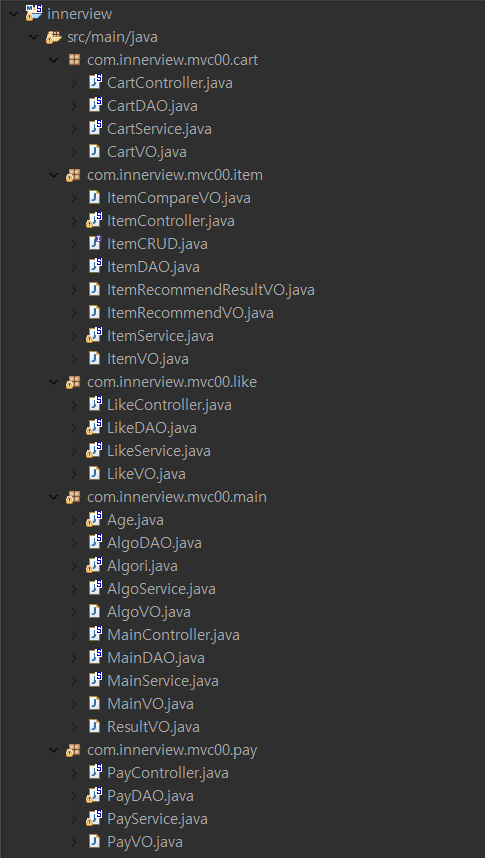 innerview
src/main/java
com.innerview.mvc00.cart
CartController.java
CartDAO.java
CartService.java
CartVO.java
com.innerview.mvc00.item
ItemCompareVO.java
ItemController.java
ItemCRUD.java
ItemDAO.java
ItemRecommendResultVO.java
ItemRecommendVO.java
ItemService.java
ItemVO.java
com.innerview.mvc00.like
LikeController.java
LikeDAO.java
LikeService.java
LikeVO.java
com.innerview.mvc00.main
Age.java
AlgoDAO.java
Algori.java
AlgoService.java
AlgoVO.java
MainController.java
MainDAO.java
MainService.java
MainVO.java
ResultVO.java
com.innerview.mvc00.pay
PayController.java
PayDAO.java
PayService.java
PayVO.java